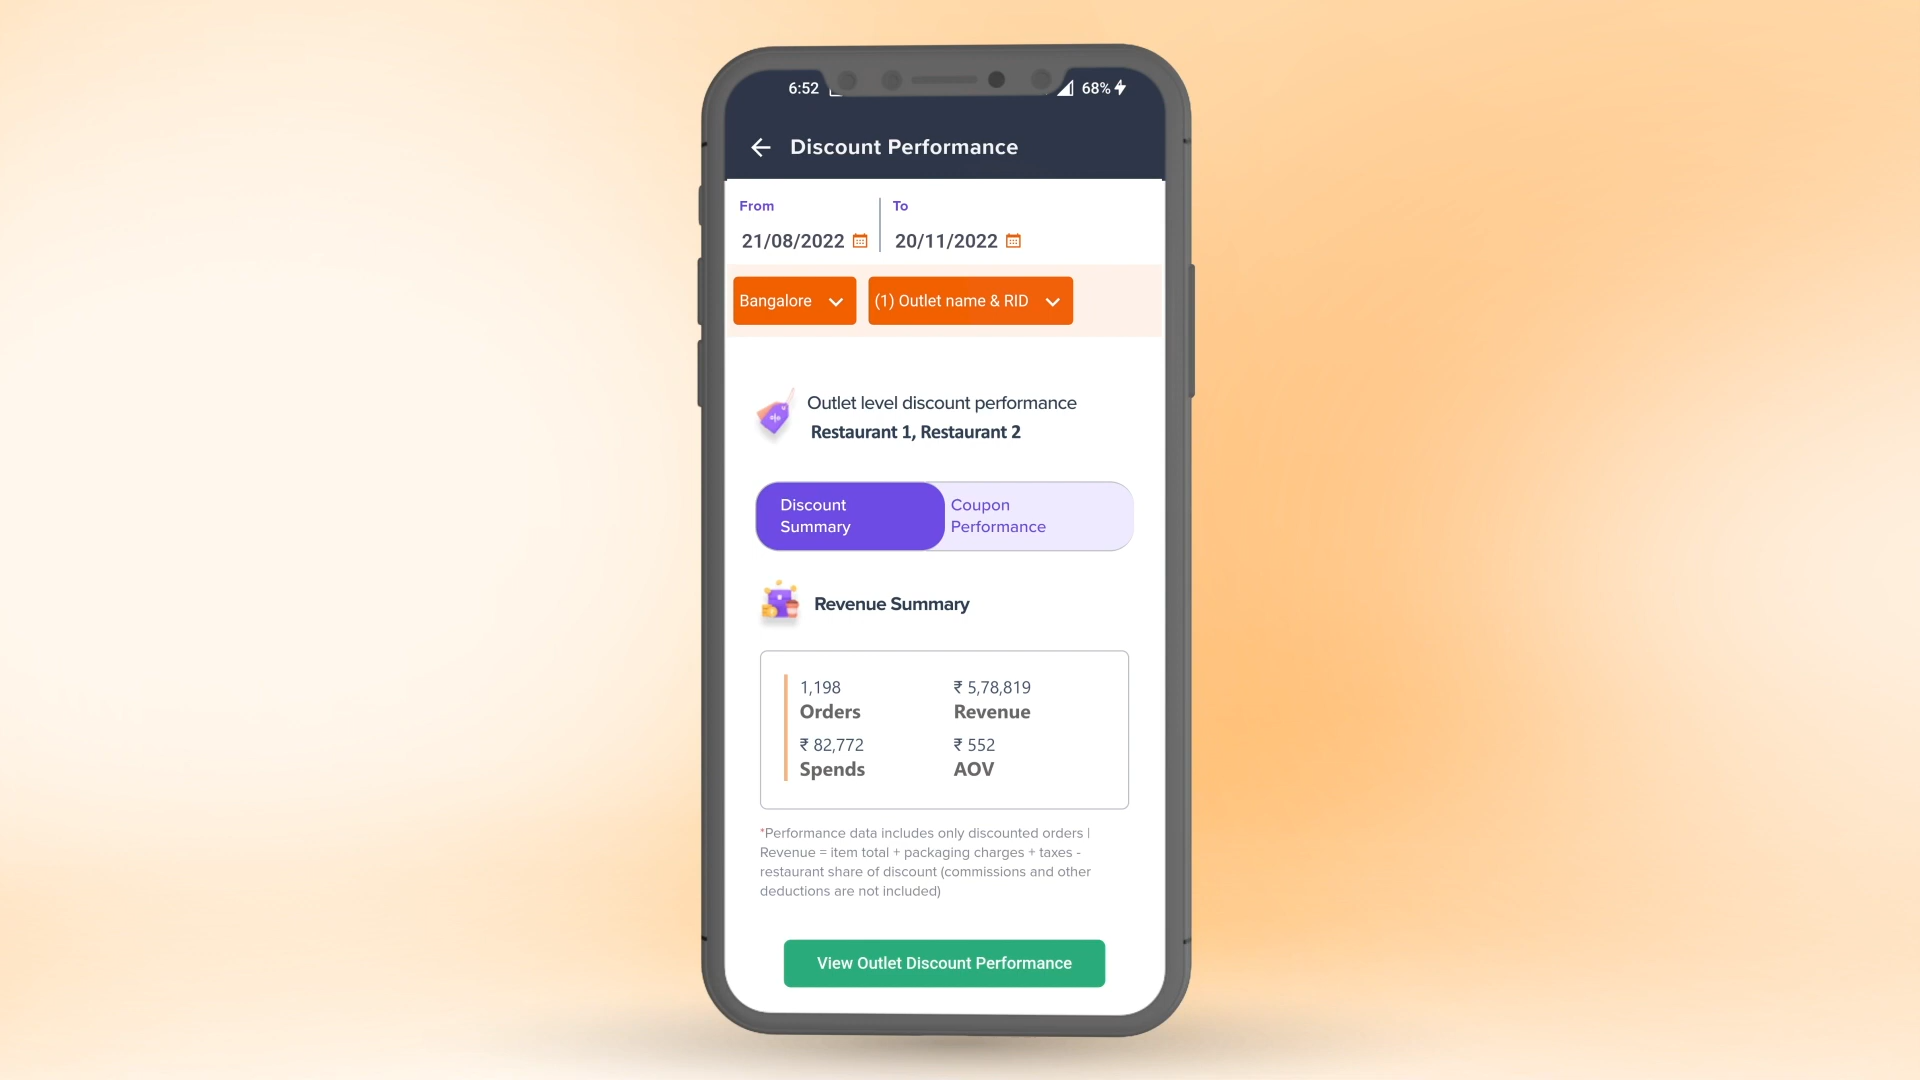 6:52 68%
Discount Performance
From To
21/08/2022 20/11/2022
Bangalore (1) Outlet name & RID
Outlet level discount performance
Restaurant 1, Restaurant 2
Discount Coupon
Summary Performance
Revenue Summary
1,198 ₹ 5,78,819
Orders Revenue
₹ 82,772 ₹ 552
Spends AOV
*Performance data includes only discounted orders |
Revenue = item total + packaging charges + taxes -
restaurant share of discount (commissions and other
deductions are not included)
View Outlet Discount Performance